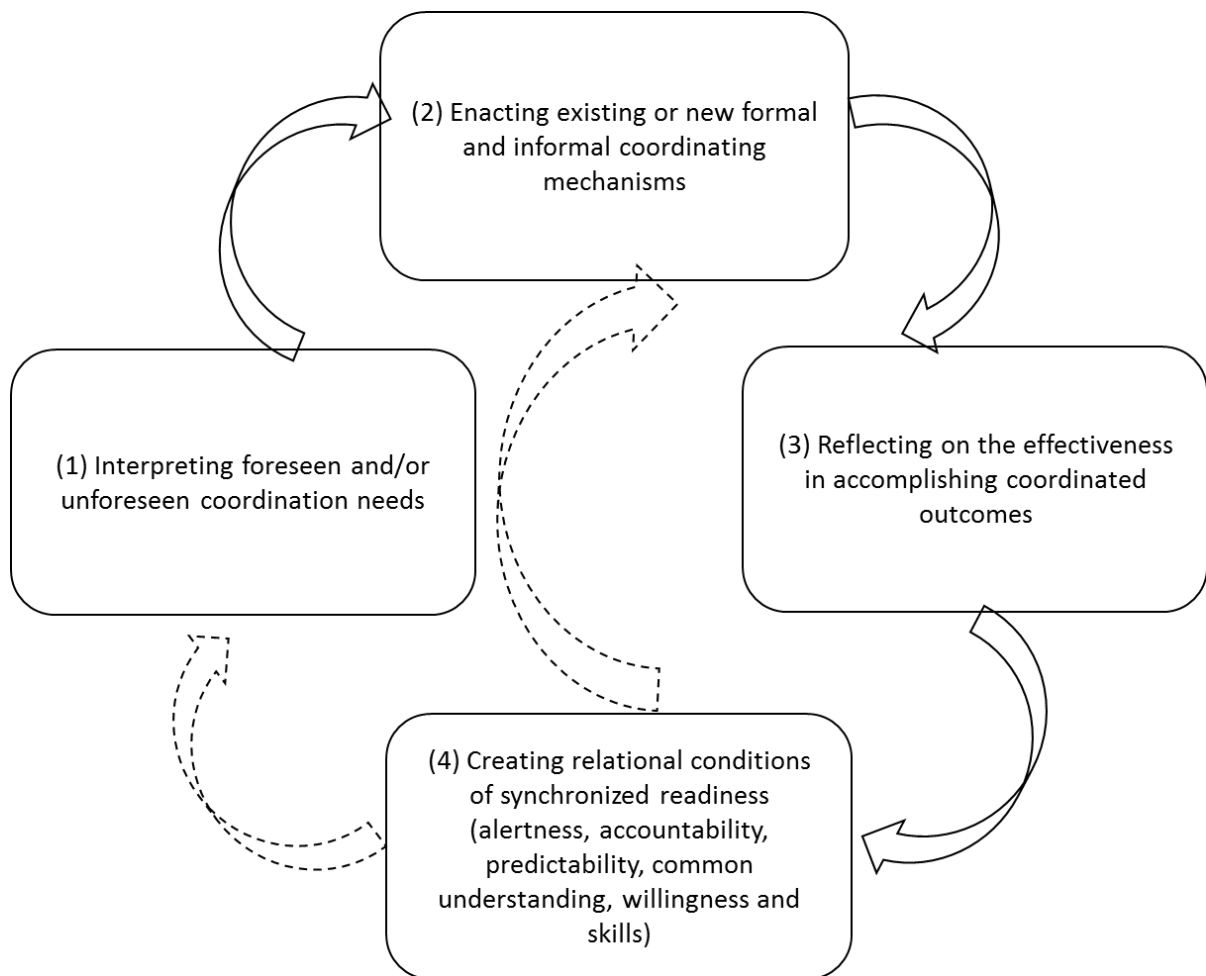 (2) Enacting existing or new formal
and informal coordinating
mechanisms
(1) Interpreting foreseen and/or
unforeseen coordination needs
(3) Reflecting on the effectiveness
in accomplishing coordinated
outcomes
(4) Creating relational conditions
of synchronized readiness
(alertness, accountability,
predictability, common
understanding, willingness and
skills)